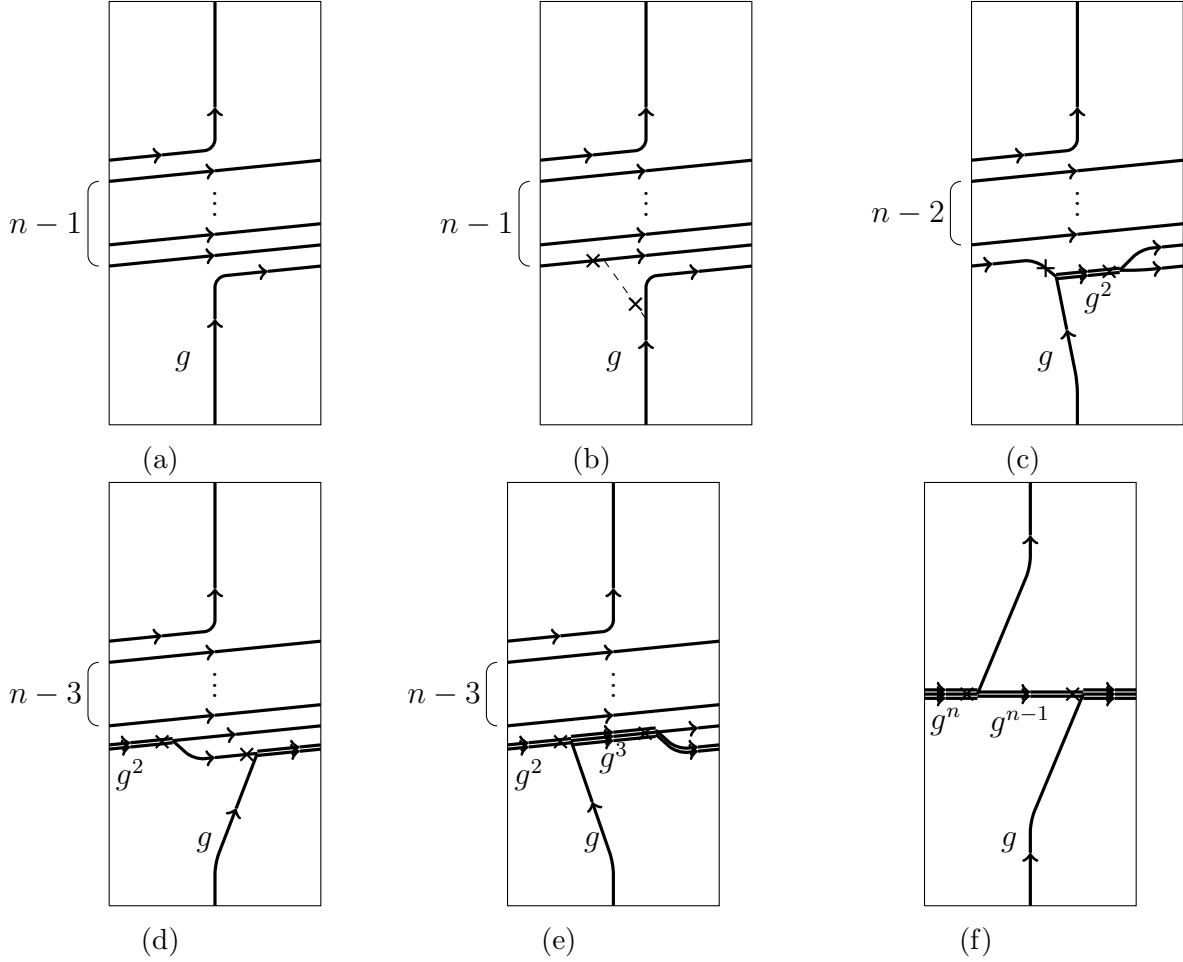 n − 1
g
(a)
n − 1
g
(b)
n − 2
g²
g
(c)
n − 3
g²
g
(d)
n − 3
g²
g³
g
(e)
gⁿ
gⁿ⁻¹
g
(f)